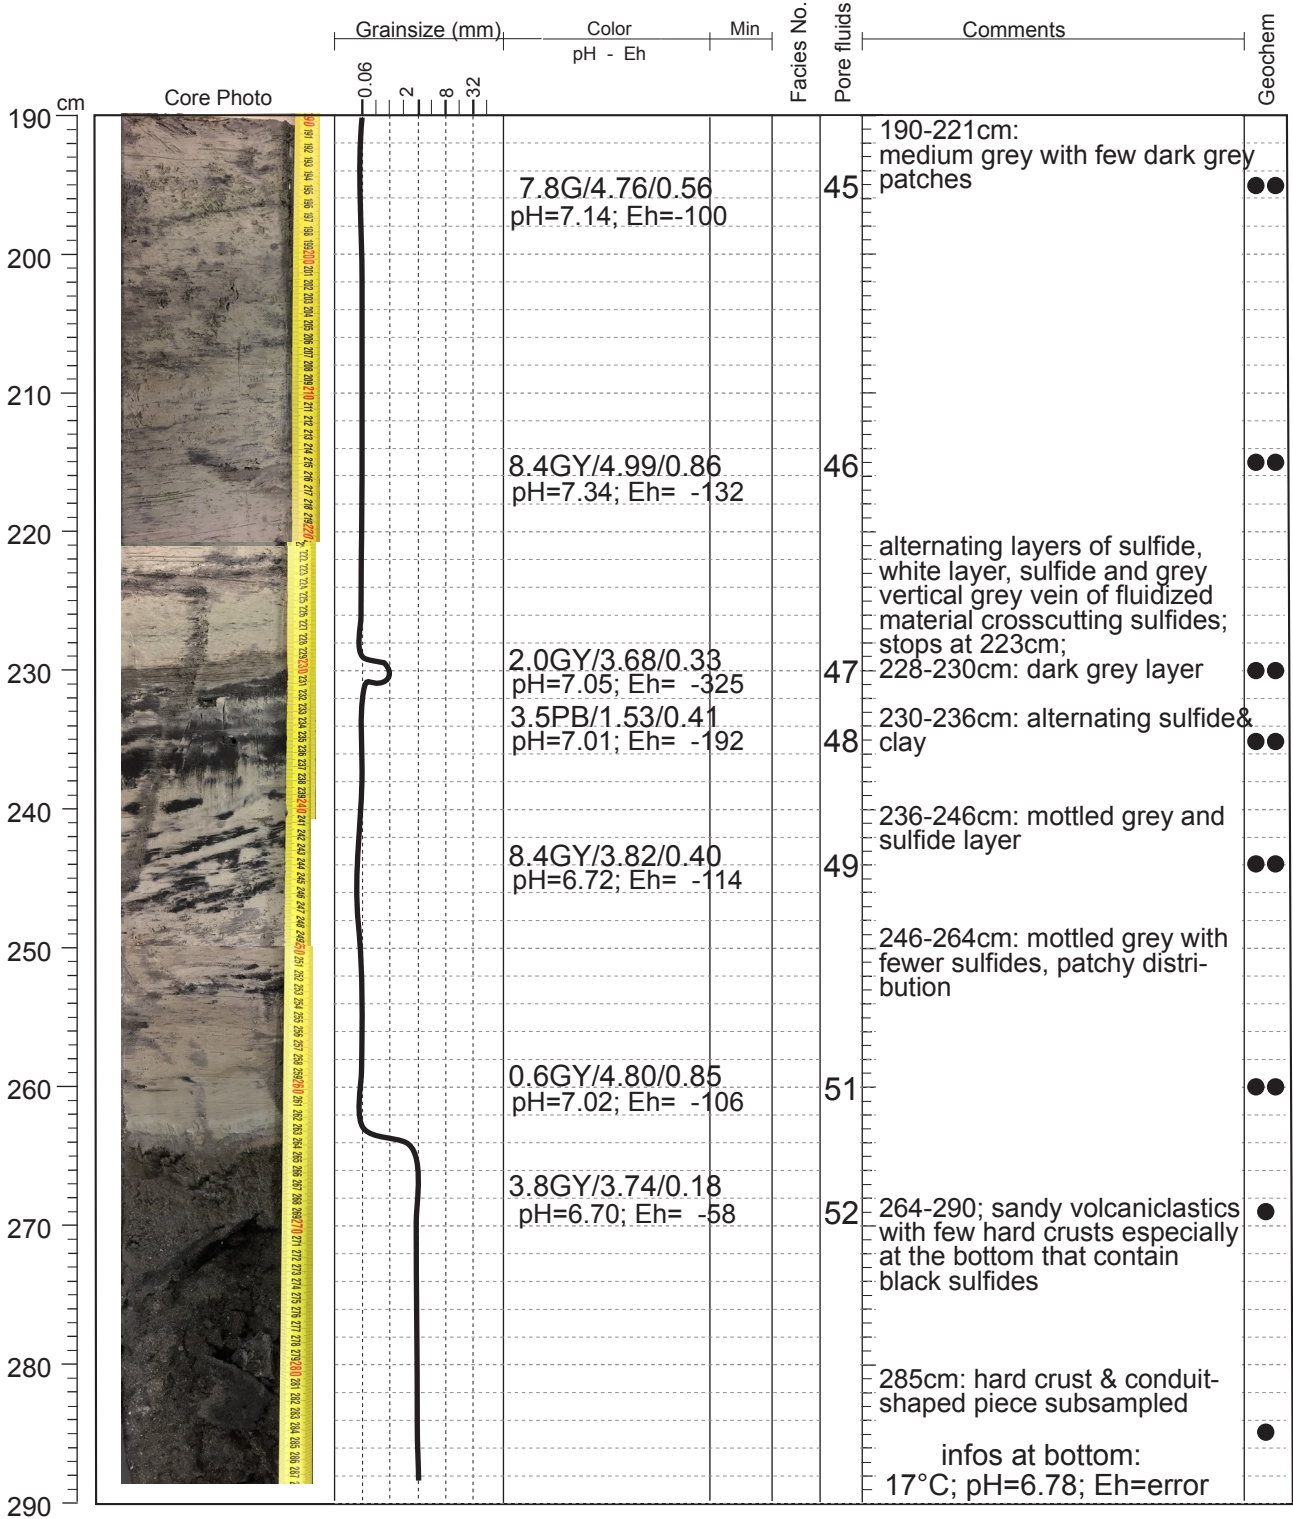 Grainsize (mm)
Color
Min
pH - Eh
Facies No.
Pore fluids
Comments
Geochem
cm
Core Photo
0.06
2
8
32
190
200
210
220
230
240
250
260
270
280
290
7.8G/4.76/0.56
pH=7.14; Eh=-100
8.4GY/4.99/0.86
pH=7.34; Eh= -132
2.0GY/3.68/0.33
pH=7.05; Eh= -325
3.5PB/1.53/0.41
pH=7.01; Eh= -192
8.4GY/3.82/0.40
pH=6.72; Eh= -114
0.6GY/4.80/0.85
pH=7.02; Eh= -106
3.8GY/3.74/0.18
pH=6.70; Eh= -58
45
46
47
48
49
51
52
190-221cm:
medium grey with few dark grey
patches
alternating layers of sulfide,
white layer, sulfide and grey
vertical grey vein of fluidized
material crosscutting sulfides;
stops at 223cm;
228-230cm: dark grey layer
230-236cm: alternating sulfide&
clay
236-246cm: mottled grey and
sulfide layer
246-264cm: mottled grey with
fewer sulfides, patchy distri-
bution
264-290; sandy volcaniclastics
with few hard crusts especially
at the bottom that contain
black sulfides
285cm: hard crust & conduit-
shaped piece subsampled
infos at bottom:
17°C; pH=6.78; Eh=error